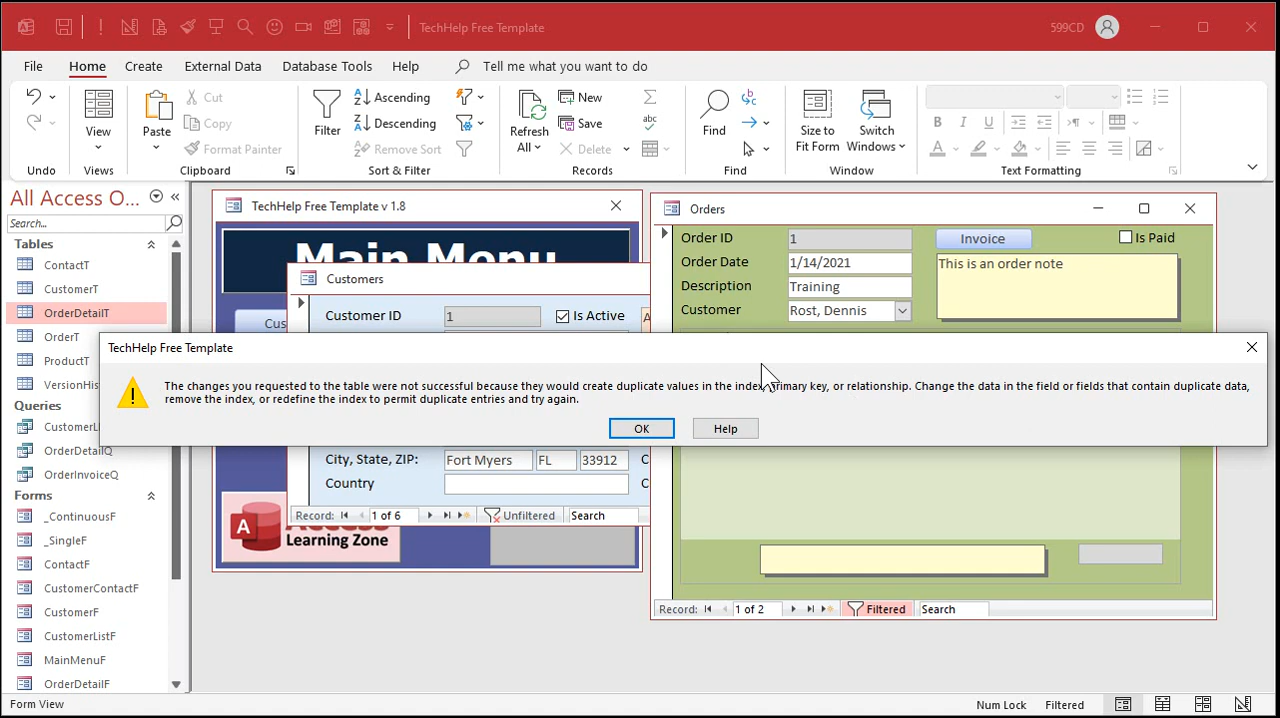 TechHelp Free Template
599CD
File
Home
Create
External Data
Database Tools
Help
Tell me what you want to do
Undo
View
Views
Paste
Cut
Copy
Format Painter
Clipboard
Filter
Ascending
Descending
Remove Sort
Sort & Filter
Refresh
All
New
Save
Delete
Records
Find
Find
Size to
Fit Form
Switch
Windows
Window
B I U
A
Text Formatting
All Access O...
Search...
Tables
ContactT
CustomerT
OrderDetailT
OrderT
ProductT
VersionHis
Queries
CustomerL
OrderDetailQ
OrderInvoiceQ
Forms
_ContinuousF
_SingleF
ContactF
CustomerContactF
CustomerF
CustomerListF
MainMenuF
OrderDetailF
TechHelp Free Template v 1.8
Main Menu
Cus
Customers
Customer ID
1
Is Active
A
City, State, ZIP:
Fort Myers
FL
33912
C
Country
C
Record:
1 of 6
Unfiltered
Search
A
Learning Zone
Orders
Order ID
1
Invoice
Is Paid
Order Date
1/14/2021
This is an order note
Description
Training
Customer
Rost, Dennis
Record:
1 of 2
Filtered
Search
TechHelp Free Template
The changes you requested to the table were not successful because they would create duplicate values in the index, primary key, or relationship. Change the data in the field or fields that contain duplicate data,
remove the index, or redefine the index to permit duplicate entries and try again.
OK
Help
Form View
Num Lock
Filtered